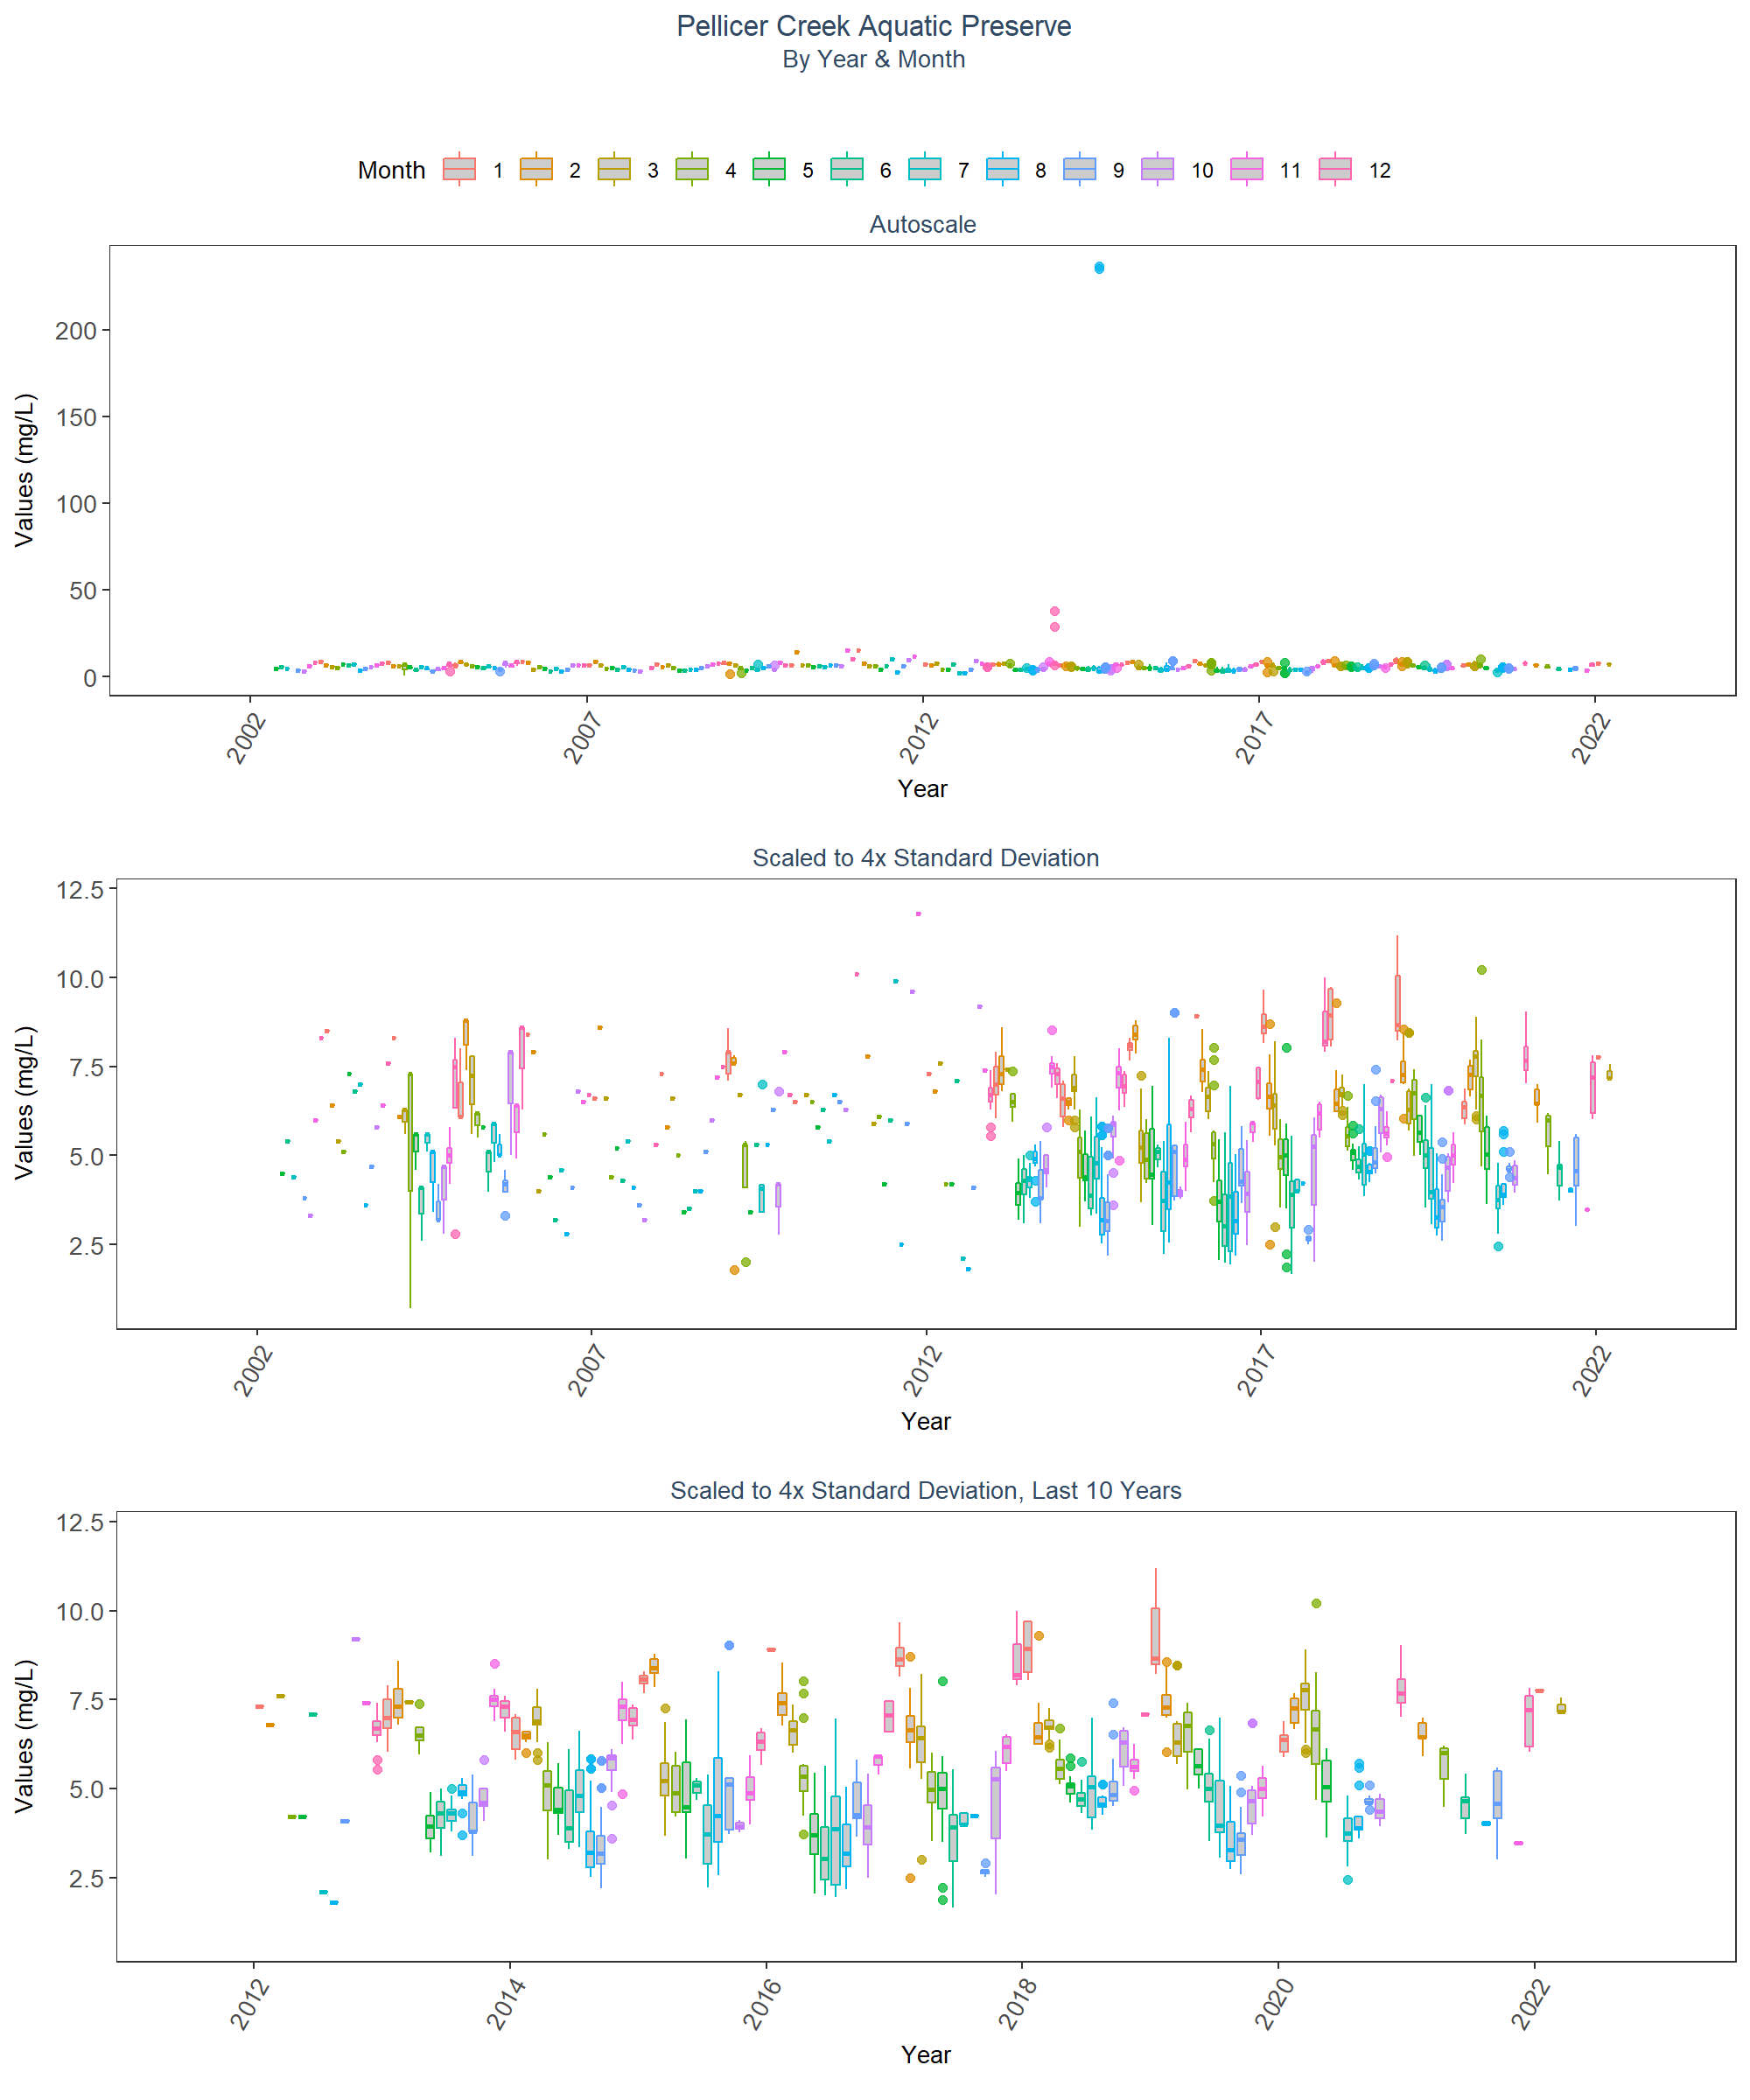 Pellicer Creek Aquatic Preserve
By Year & Month
Month 1 2 3 4 5 6 7 8 9 10 11 12
Autoscale
Values (mg/L)
200
150
100
50
0
2002 2007 2012 2017 2022
Year
Scaled to 4x Standard Deviation
Values (mg/L)
12.5
10.0
7.5
5.0
2.5
2002 2007 2012 2017 2022
Year
Scaled to 4x Standard Deviation, Last 10 Years
Values (mg/L)
12.5
10.0
7.5
5.0
2.5
2012 2014 2016 2018 2020 2022
Year